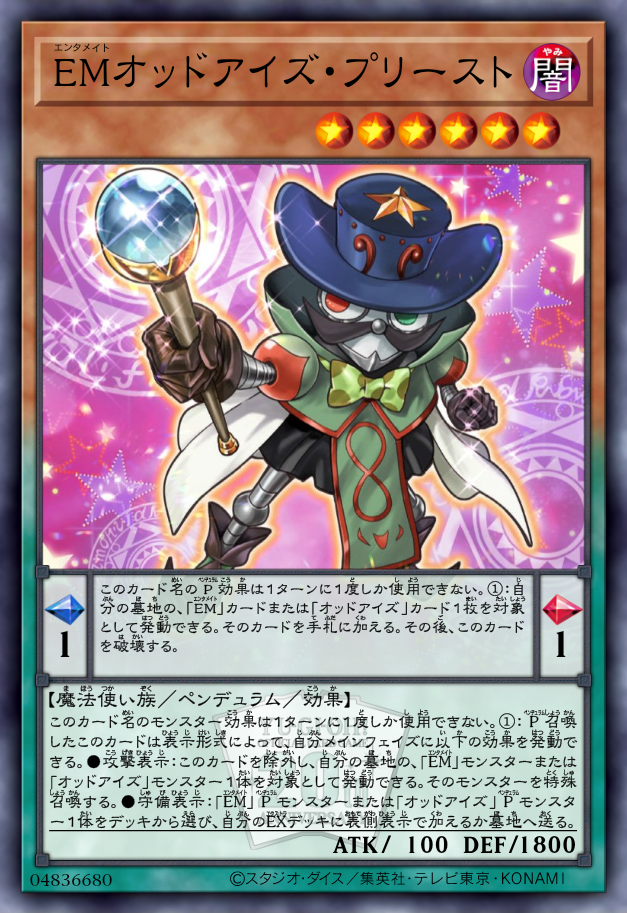 エンタメイト
EMオッドアイズ・プリースト
やみ
闇
このカード名のP効果は1ターンに1度しか使用できない。①:自
分の墓地の、「EM」カードまたは「オッドアイズ」カード1枚を対象
として発動できる。そのカードを手札に加える。その後、このカード
を破壊する。
1
1
【魔法使い族/ペンデュラム/効果】
このカード名のモンスター効果は1ターンに1度しか使用できない。①:P召喚
したこのカードは表示形式によって、自分メインフェイズに以下の効果を発動で
きる。●攻撃表示:このカードを除外し、自分の墓地の、「EM」モンスターまたは
「オッドアイズ」モンスター1体を対象として発動できる。そのモンスターを特殊
召喚する。●守備表示:「EM」Pモンスターまたは「オッドアイズ」Pモンス
ター1体をデッキから選び、自分のEXデッキに表側表示で加えるか墓地へ送る。
ATK/ 100 DEF/1800
04836680
©スタジオ・ダイス/集英社・テレビ東京・KONAMI